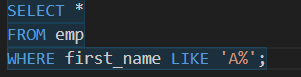 SELECT *
FROM emp
WHERE first_name LIKE 'A%';